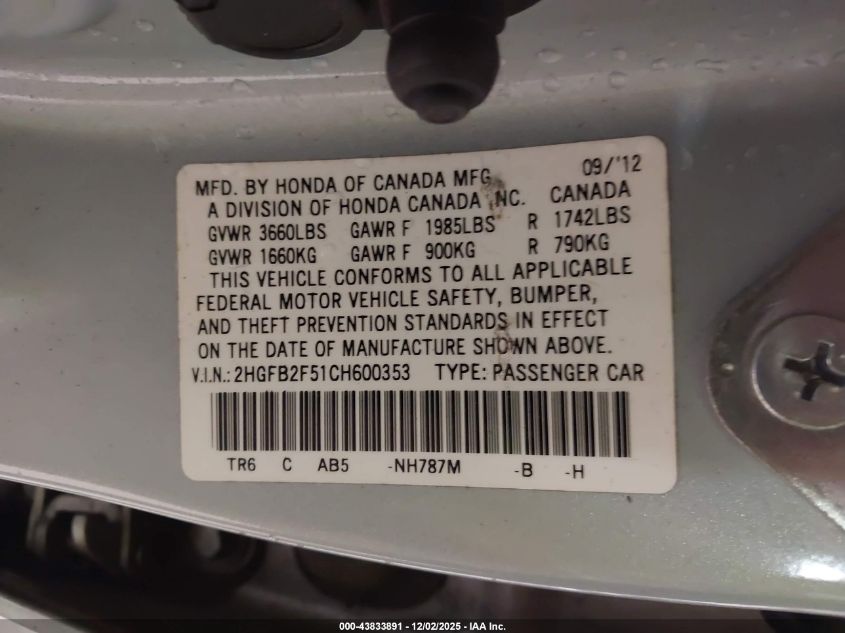 09/'12
MFD. BY HONDA OF CANADA MFG.
A DIVISION OF HONDA CANADA INC. CANADA
GVWR 3660LBS GAWR F 1985LBS R 1742LBS
GVWR 1660KG GAWR F 900KG R 790KG
THIS VEHICLE CONFORMS TO ALL APPLICABLE
FEDERAL MOTOR VEHICLE SAFETY, BUMPER,
AND THEFT PREVENTION STANDARDS IN EFFECT
ON THE DATE OF MANUFACTURE SHOWN ABOVE.
V.I.N.: 2HGFB2F51CH600353 TYPE: PASSENGER CAR
TR6 C AB5 -NH787M -B -H
000-43833891 - 12/02/2025 - IAA Inc.